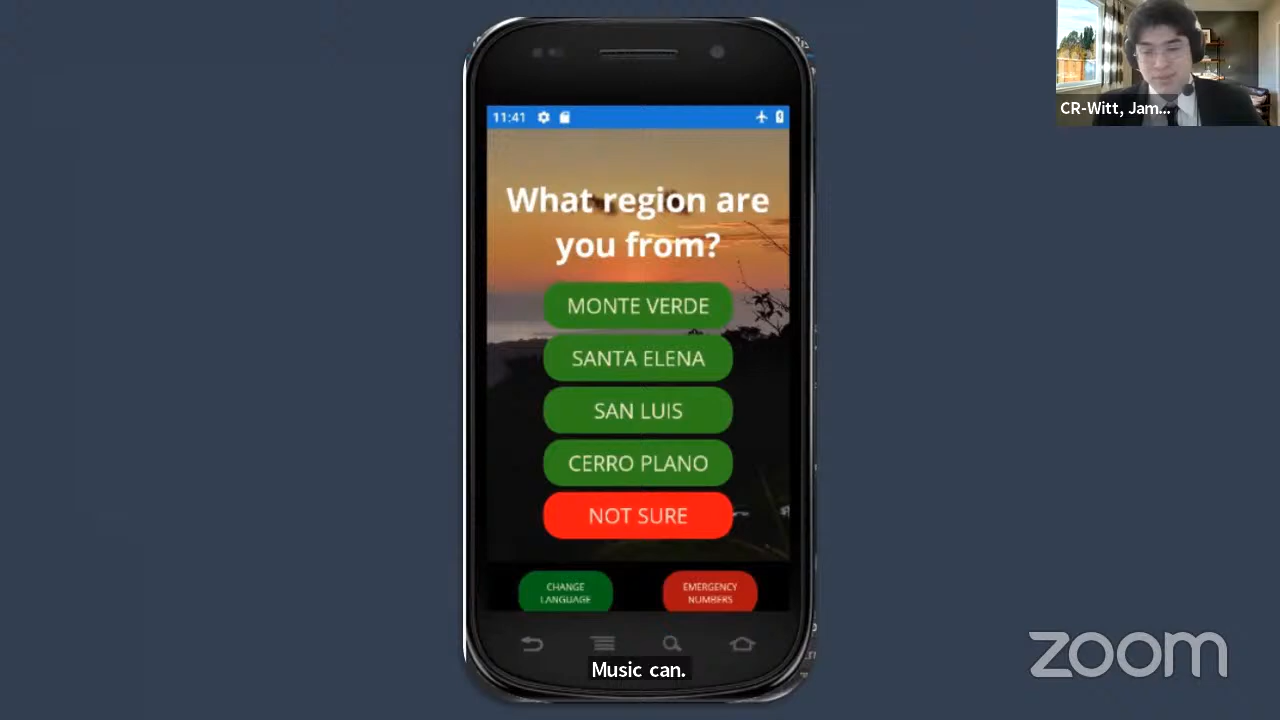 11:41
What region are
you from?
MONTE VERDE
SANTA ELENA
SAN LUIS
CERRO PLANO
NOT SURE
CHANGE
LANGUAGE
EMERGENCY
NUMBERS
Music can.
CR-Witt, Jam...
zoom